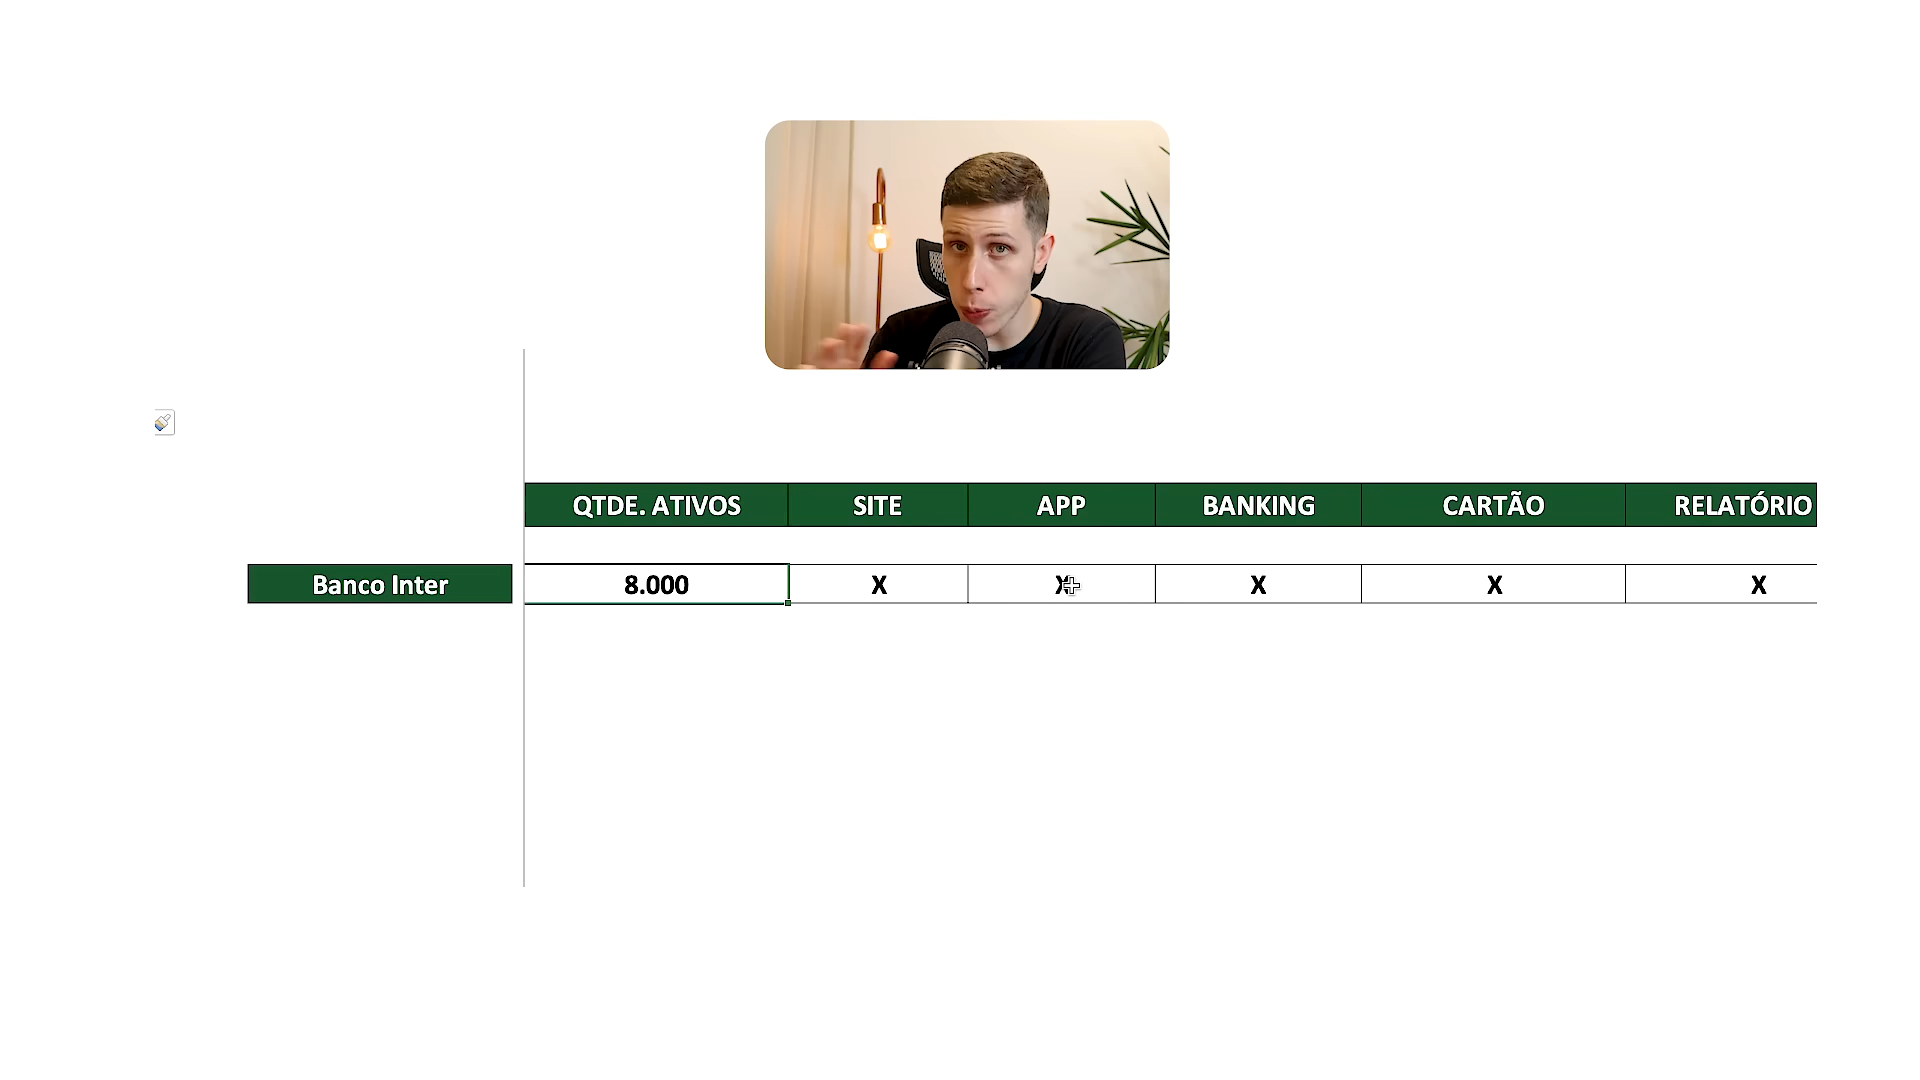 QTDE. ATIVOS SITE APP BANKING CARTÃO RELATÓRIO
Banco Inter 8.000 X X X X X